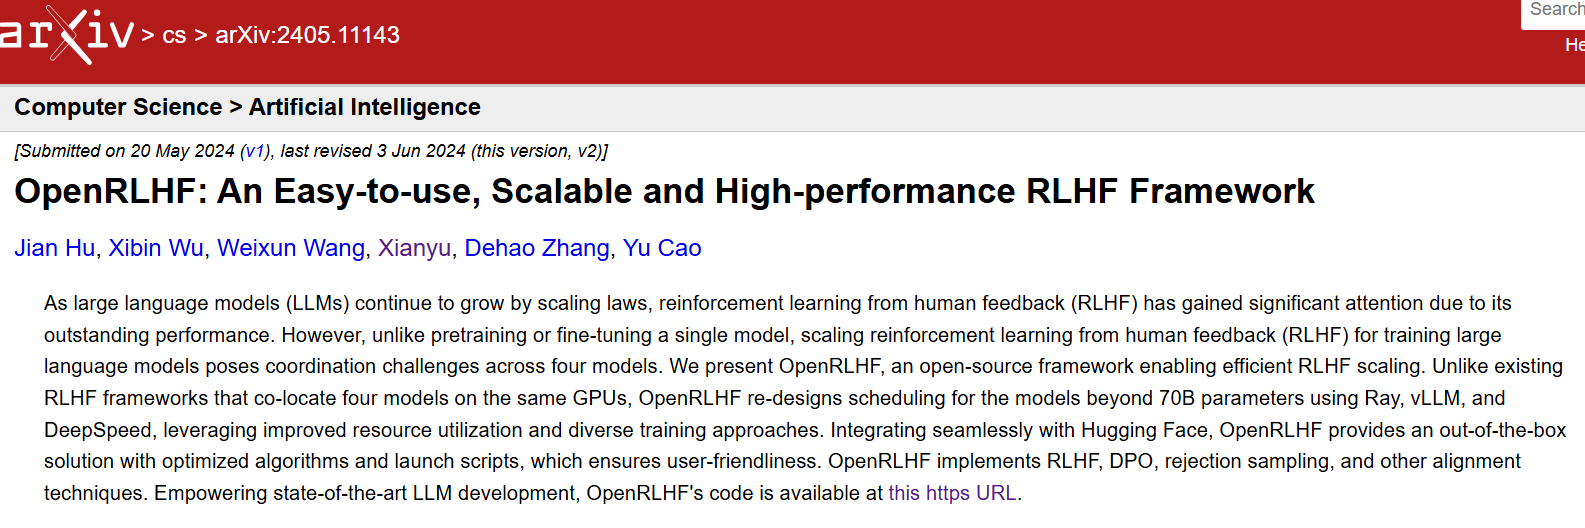 arXiv > cs > arXiv:2405.11143
Search
He
Computer Science > Artificial Intelligence
[Submitted on 20 May 2024 (v1), last revised 3 Jun 2024 (this version, v2)]
OpenRLHF: An Easy-to-use, Scalable and High-performance RLHF Framework
Jian Hu, Xibin Wu, Weixun Wang, Xianyu, Dehao Zhang, Yu Cao
As large language models (LLMs) continue to grow by scaling laws, reinforcement learning from human feedback (RLHF) has gained significant attention due to its
outstanding performance. However, unlike pretraining or fine-tuning a single model, scaling reinforcement learning from human feedback (RLHF) for training large
language models poses coordination challenges across four models. We present OpenRLHF, an open-source framework enabling efficient RLHF scaling. Unlike existing
RLHF frameworks that co-locate four models on the same GPUs, OpenRLHF re-designs scheduling for the models beyond 70B parameters using Ray, vLLM, and
DeepSpeed, leveraging improved resource utilization and diverse training approaches. Integrating seamlessly with Hugging Face, OpenRLHF provides an out-of-the-box
solution with optimized algorithms and launch scripts, which ensures user-friendliness. OpenRLHF implements RLHF, DPO, rejection sampling, and other alignment
techniques. Empowering state-of-the-art LLM development, OpenRLHF's code is available at this https URL.